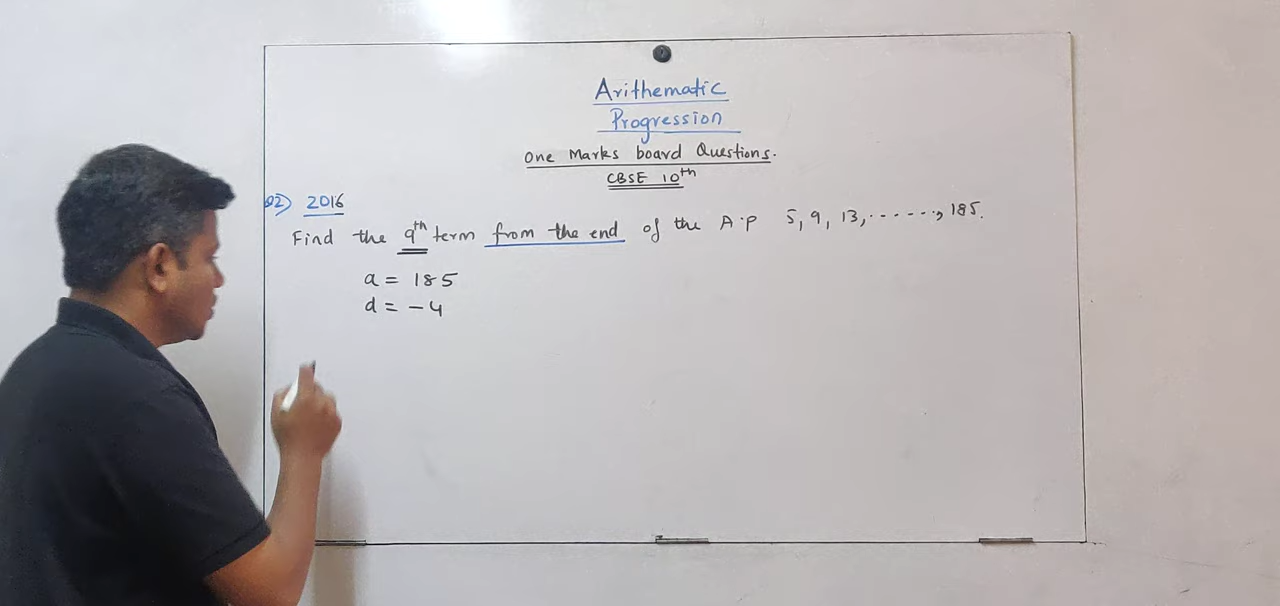 Arithematic
Progression
One Marks board Questions.
CBSE 10th
Q2) 2016
Find the 9th term from the end of the A.P 5, 9, 13, ......, 185.
a = 185
d = -4